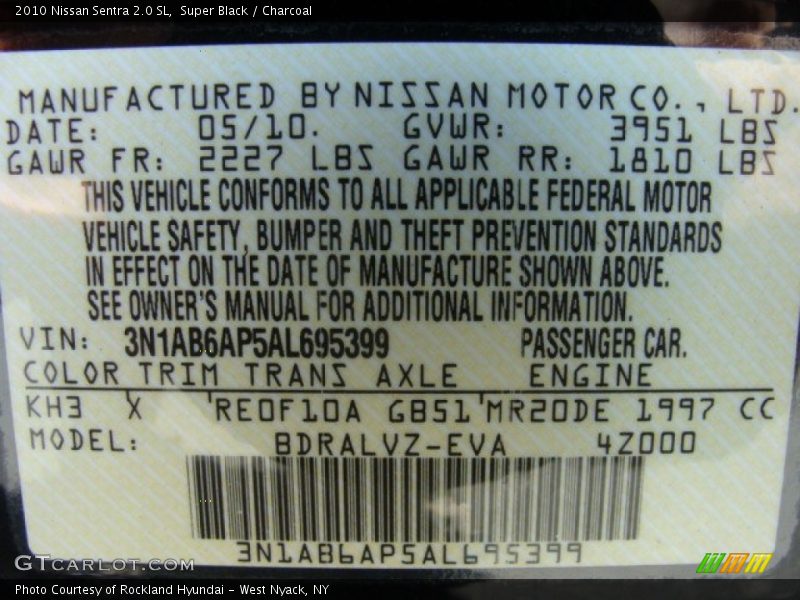 2010 Nissan Sentra 2.0 SL,  Super Black / Charcoal
MANUFACTURED BY NISSAN MOTOR CO., LTD.
DATE: 05/10. GVWR: 3951 LBS
GAWR FR: 2227 LBS GAWR RR: 1810 LBS
THIS VEHICLE CONFORMS TO ALL APPLICABLE FEDERAL MOTOR
VEHICLE SAFETY, BUMPER AND THEFT PREVENTION STANDARDS
IN EFFECT ON THE DATE OF MANUFACTURE SHOWN ABOVE.
SEE OWNER'S MANUAL FOR ADDITIONAL INFORMATION.
VIN: 3N1AB6AP5AL695399 PASSENGER CAR.
COLOR TRIM TRANS AXLE ENGINE
KH3 'X 'RE0F10A GB51'MR20DE 1997 CC
MODEL: BDRALVZ-EVA 4Z000
3N1AB6AP5AL695399
GTCARLOT.COM
Photo Courtesy of Rockland Hyundai - West Nyack, NY